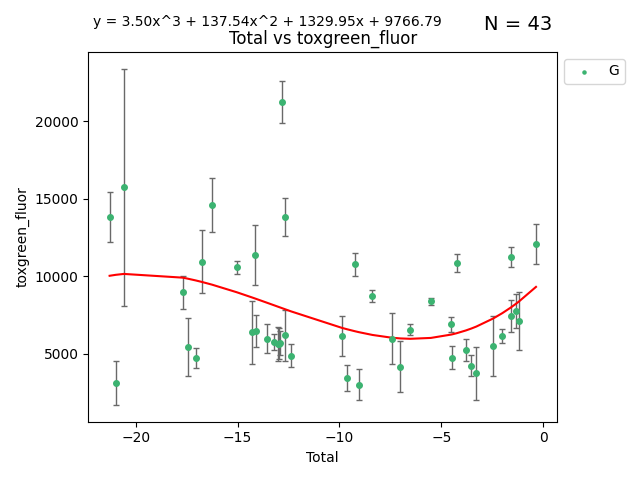 y = 3.50x^3 + 137.54x^2 + 1329.95x + 9766.79
N = 43
Total vs toxgreen_fluor
G
20000
15000
10000
5000
toxgreen_fluor
−20 −15 −10 −5 0
Total